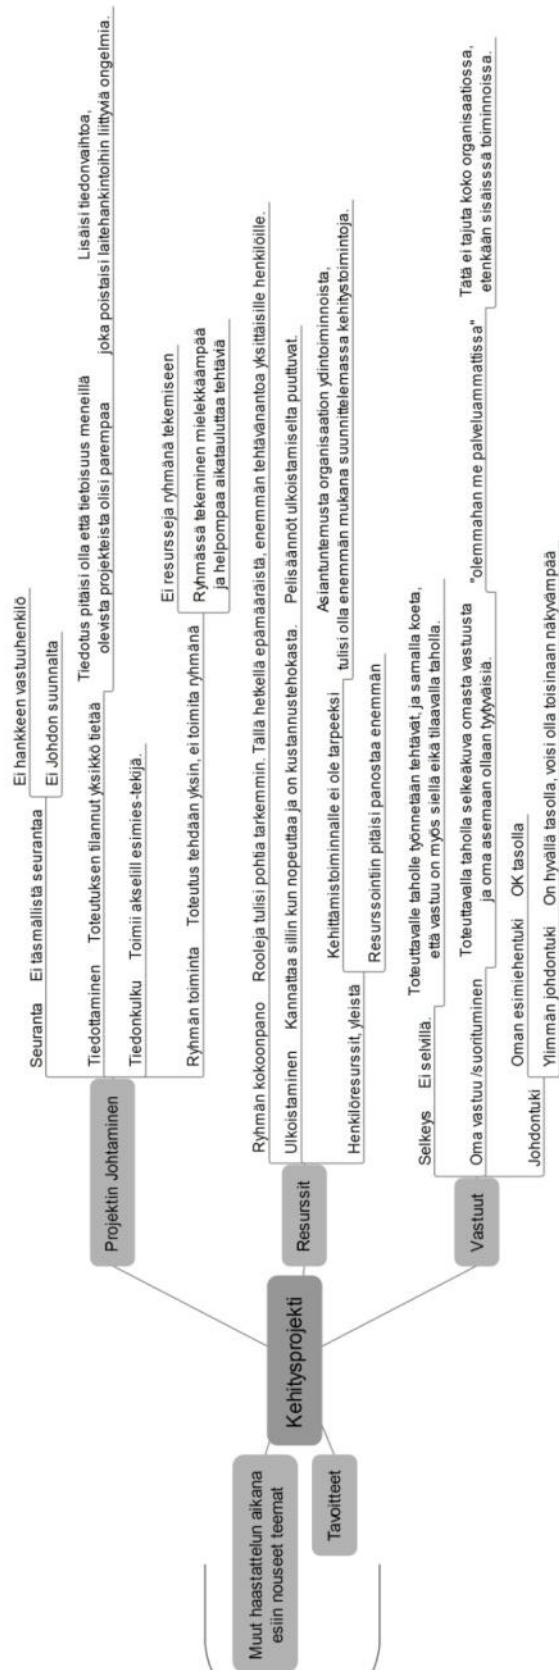 Kehitysprojekti
Projektin Johtaminen
Seuranta
Ei täsmällistä seurantaa
Ei hankkeen vastuuhenkilö
Ei Johdon suunnalta
Tiedottaminen
Toteutuksen tilannut yksikkö tietää
Tiedotus pitäisi olla että tietoisuus meneillä
olevista projekteista olisi parempaa
Lisäisi tiedonvaihtoa,
joka poistaisi laitehankintoihin liittyviä ongelmia.
Tiedonkulku
Toimii akselill esimies-tekijä.
Ryhmän toiminta
Toteutus tehdään yksin, ei toimita ryhmänä
Ei resursseja ryhmänä tekemiseen
Ryhmässä tekeminen mielekkäämpää
ja helpompaa aikatauluttaa tehtäviä
Resurssit
Ryhmän kokoonpano
Rooleja tulisi pohtia tarkemmin. Tällä hetkellä epämääräistä, enemmän tehtävänantoa yksittäisille henkilöille.
Ulkoistaminen
Kannattaa sillin kun nopeuttaa ja on kustannustehokasta.
Pelisäännöt ulkoistamiselta puuttuvat.
Henkilöresurssit, yleistä
Kehittämistoiminnalle ei ole tarpeeksi
Asiantuntemusta organisaation ydintoiminnoista,
tulisi olla enemmän mukana suunnittelemassa kehitystoimintoja.
Resurssointiin pitäisi panostaa enemmän
Vastuut
Selkeys
Ei selvillä.
Toteuttavalle taholle työnnetään tehtävät, ja samalla koeta,
että vastuu on myös siellä eikä tilaavalla taholla.
Oma vastuu /suorituminen
Toteuttavalla taholla selkeäkuva omasta vastuusta
ja oma asemaan ollaan tyytyväisiä.
"olemmahan me palveluammattissa"
Tätä ei tajuta koko organisaatiossa,
etenkään sisäisssä toiminnoissa.
Johdontuki
Oman esimiehentuki
OK tasolla
Ylimmän johdontuki
On hyvällä tasolla, voisi olla toisinaan näkyvämpää
Muut haastattelun aikana
esiin nouseet teemat
Tavoitteet